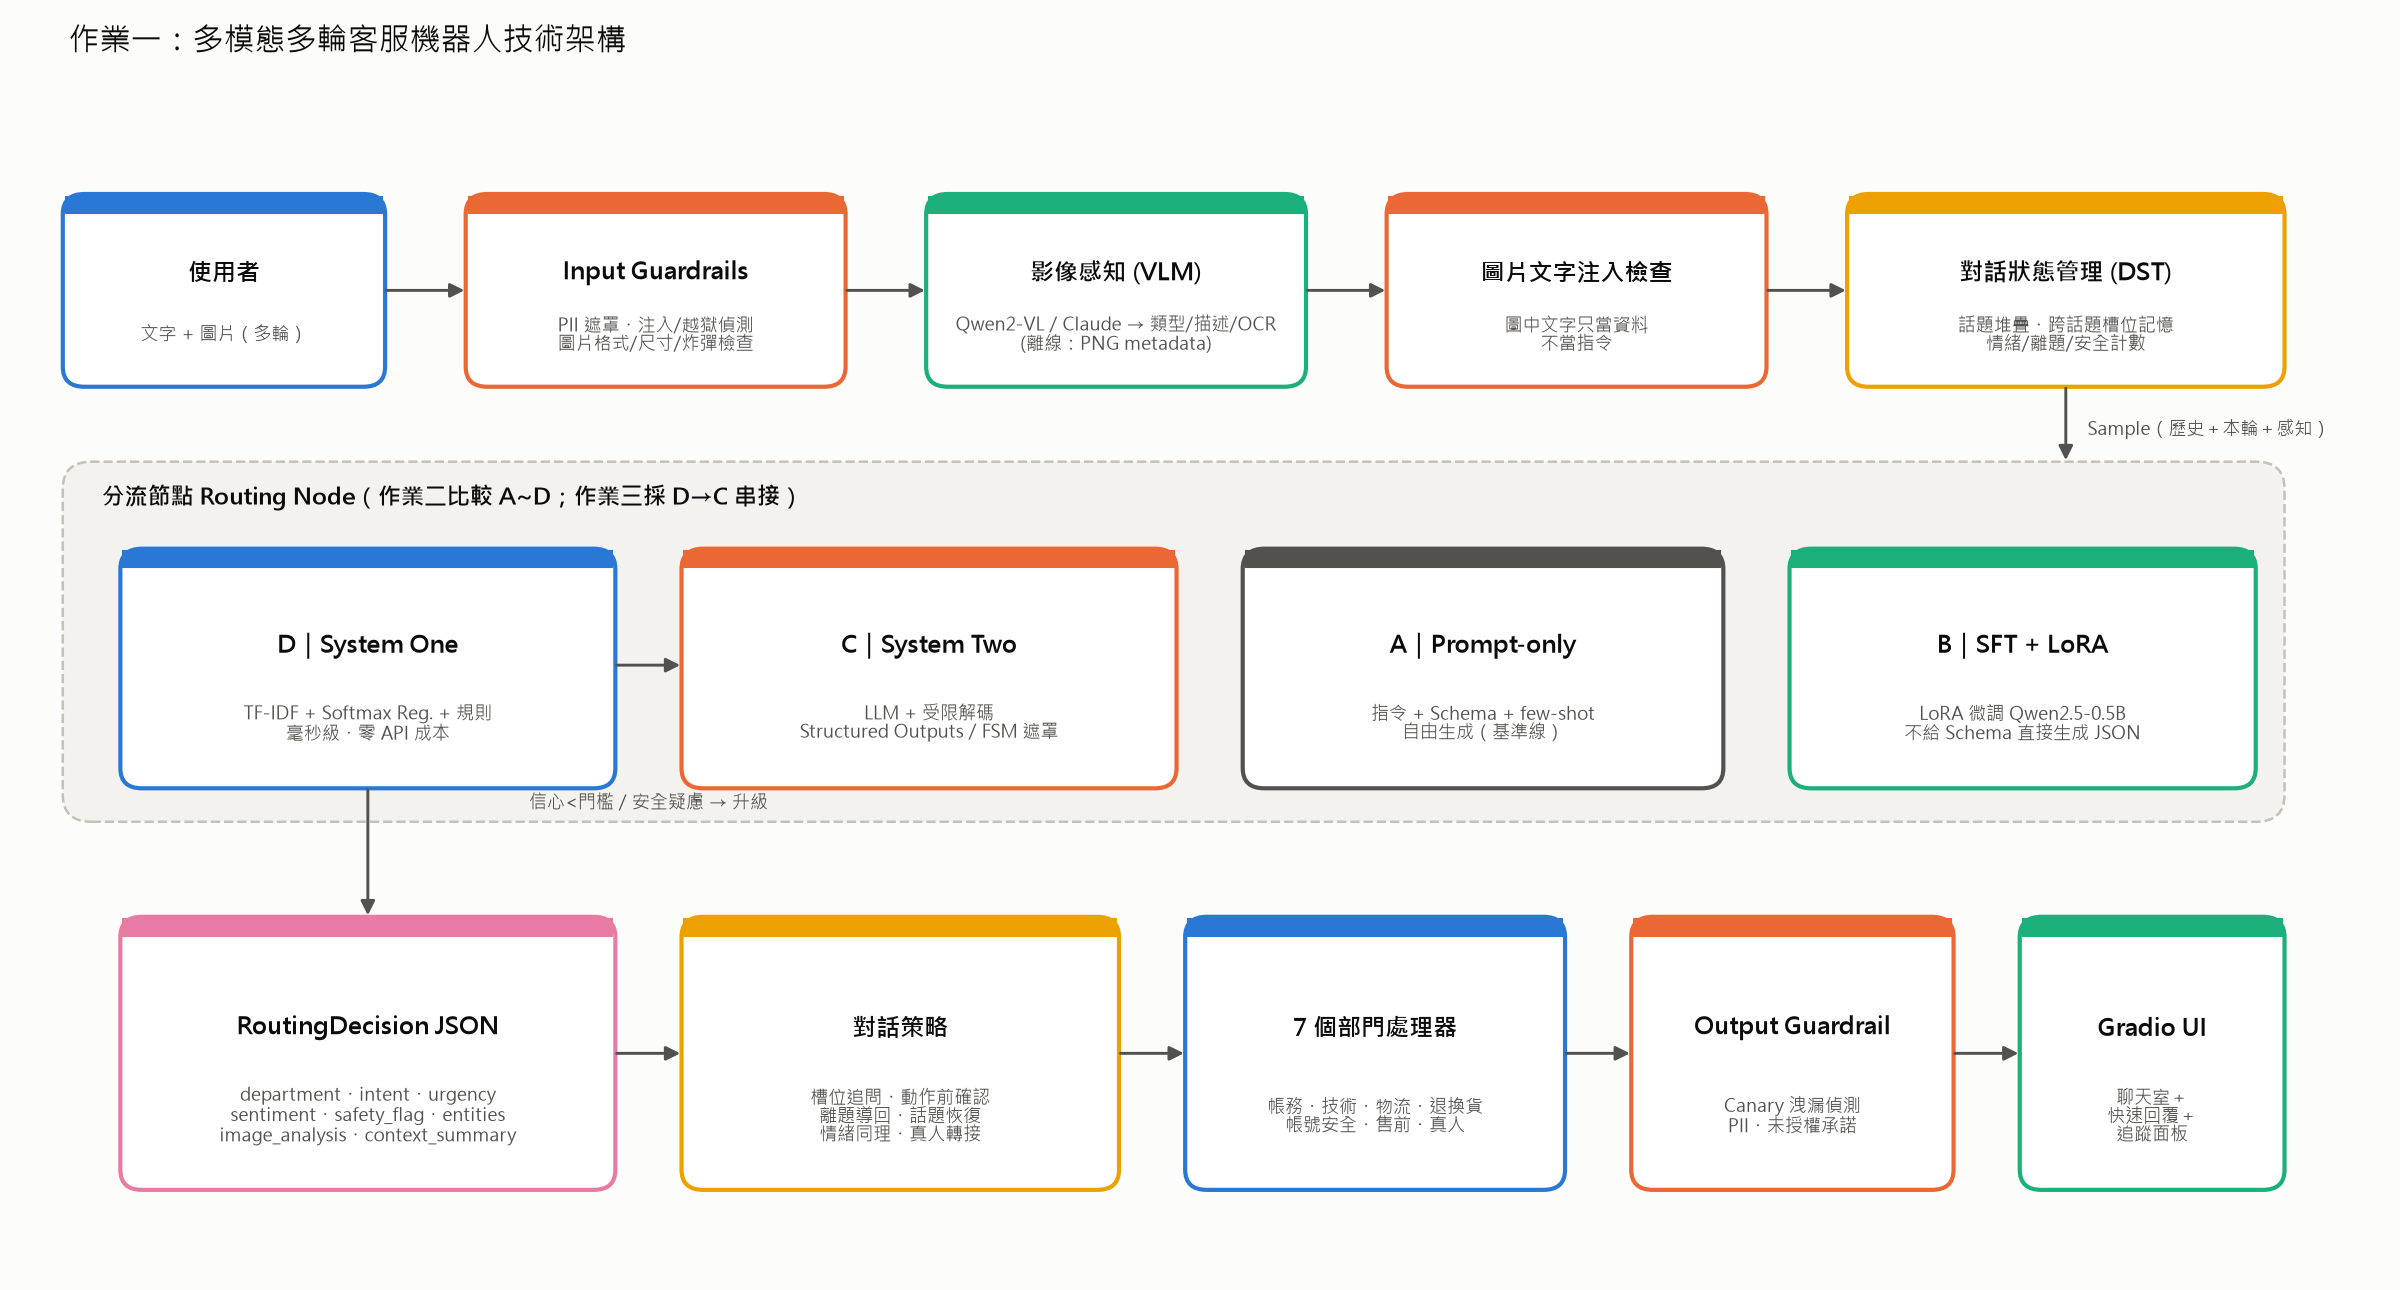 作業一：多模態多輪客服機器人技術架構
使用者
文字 + 圖片（多輪）
Input Guardrails
PII 遮罩 · 注入/越獄偵測
圖片格式/尺寸/炸彈檢查
影像感知 (VLM)
Qwen2-VL / Claude → 類型/描述/OCR
(離線：PNG metadata)
圖片文字注入檢查
圖中文字只當資料
不當指令
對話狀態管理 (DST)
話題堆疊 · 跨話題槽位記憶
情緒/離題/安全計數
Sample（歷史＋本輪＋感知）
分流節點 Routing Node（作業二比較 A~D；作業三採 D→C 串接）
D｜System One
TF-IDF + Softmax Reg. + 規則
毫秒級 · 零 API 成本
C｜System Two
LLM + 受限解碼
Structured Outputs / FSM 遮罩
A｜Prompt-only
指令 + Schema + few-shot
自由生成（基準線）
B｜SFT + LoRA
LoRA 微調 Qwen2.5-0.5B
不給 Schema 直接生成 JSON
信心<門檻 / 安全疑慮 → 升級
RoutingDecision JSON
department · intent · urgency
sentiment · safety_flag · entities
image_analysis · context_summary
對話策略
槽位追問 · 動作前確認
離題導回 · 話題恢復
情緒同理 · 真人轉接
7 個部門處理器
帳務 · 技術 · 物流 · 退換貨
帳號安全 · 售前 · 真人
Output Guardrail
Canary 洩漏偵測
PII · 未授權承諾
Gradio UI
聊天室＋
快速回覆＋
追蹤面板